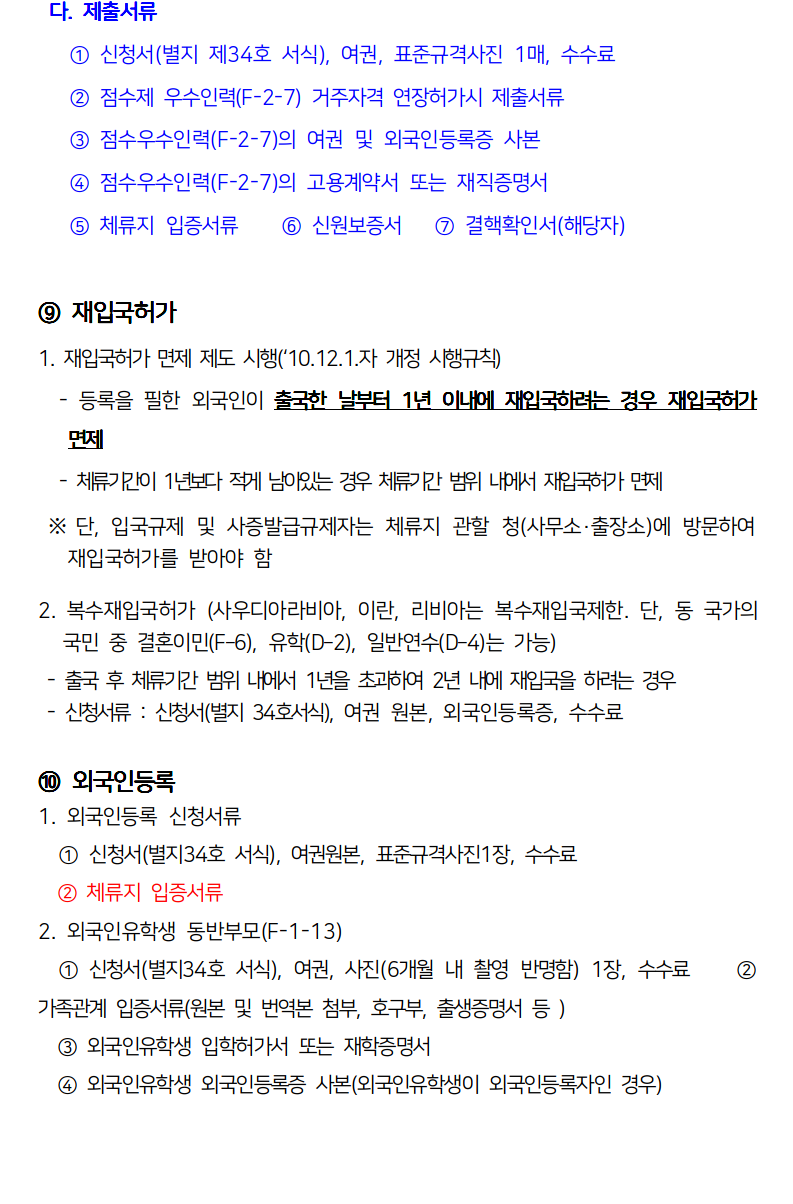 다. 제출서류
① 신청서(별지 제34호 서식), 여권, 표준규격사진 1매, 수수료
② 점수제 우수인력(F-2-7) 거주자격 연장허가시 제출서류
③ 점수우수인력(F-2-7)의 여권 및 외국인등록증 사본
④ 점수우수인력(F-2-7)의 고용계약서 또는 재직증명서
⑤ 체류지 입증서류 ⑥ 신원보증서 ⑦ 결핵확인서(해당자)
⑨ 재입국허가
1. 재입국허가 면제 제도 시행(‘10.12.1.자 개정 시행규칙)
- 등록을 필한 외국인이 출국한 날부터 1년 이내에 재입국하려는 경우 재입국허가
면제
- 체류기간이 1년보다 적게 남아있는 경우 체류기간 범위 내에서 재입국허가 면제
※ 단, 입국규제 및 사증발급규제자는 체류지 관할 청(사무소·출장소)에 방문하여
재입국허가를 받아야 함
2. 복수재입국허가 (사우디아라비아, 이란, 리비아는 복수재입국제한. 단, 동 국가의
국민 중 결혼이민(F-6), 유학(D-2), 일반연수(D-4)는 가능)
- 출국 후 체류기간 범위 내에서 1년을 초과하여 2년 내에 재입국을 하려는 경우
- 신청서류 : 신청서(별지 34호서식), 여권 원본, 외국인등록증, 수수료
⑩ 외국인등록
1. 외국인등록 신청서류
① 신청서(별지34호 서식), 여권원본, 표준규격사진1장, 수수료
② 체류지 입증서류
2. 외국인유학생 동반부모(F-1-13)
① 신청서(별지34호 서식), 여권, 사진(6개월 내 촬영 반명함) 1장, 수수료 ②
가족관계 입증서류(원본 및 번역본 첨부, 호구부, 출생증명서 등 )
③ 외국인유학생 입학허가서 또는 재학증명서
④ 외국인유학생 외국인등록증 사본(외국인유학생이 외국인등록자인 경우)